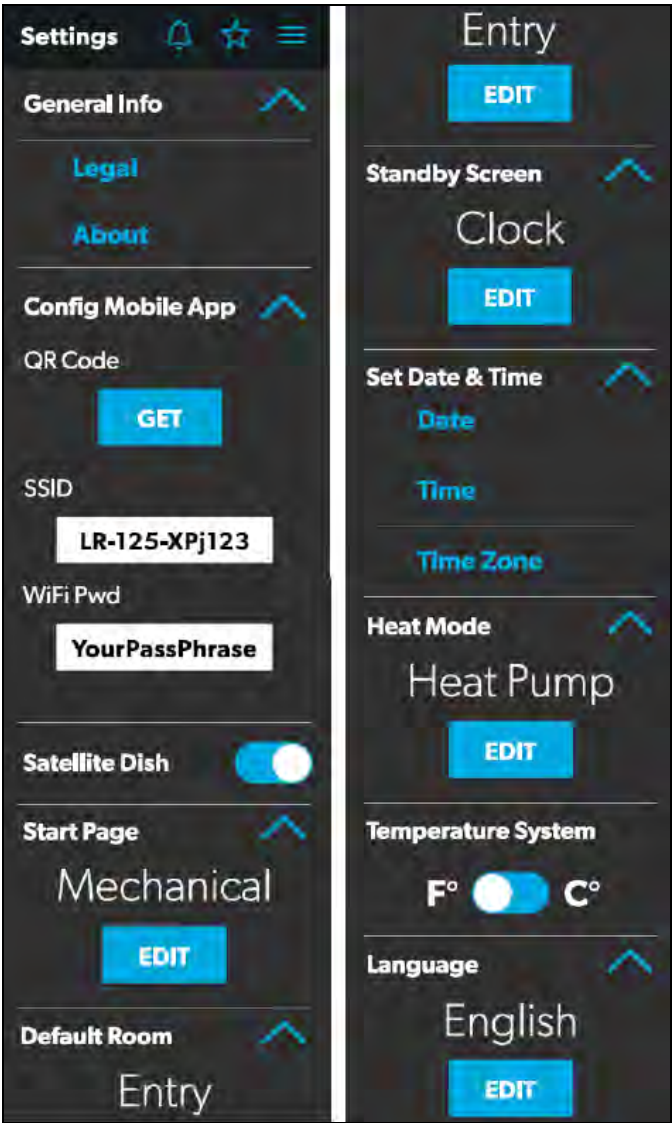 Settings
General Info
Legal
About
Config Mobile App
QR Code
GET
SSID
LR-125-XPj123
WiFi Pwd
YourPassPhrase
Satellite Dish
Start Page
Mechanical
EDIT
Default Room
Entry
Entry
EDIT
Standby Screen
Clock
EDIT
Set Date & Time
Date
Time
Time Zone
Heat Mode
Heat Pump
EDIT
Temperature System
F° C°
Language
English
EDIT